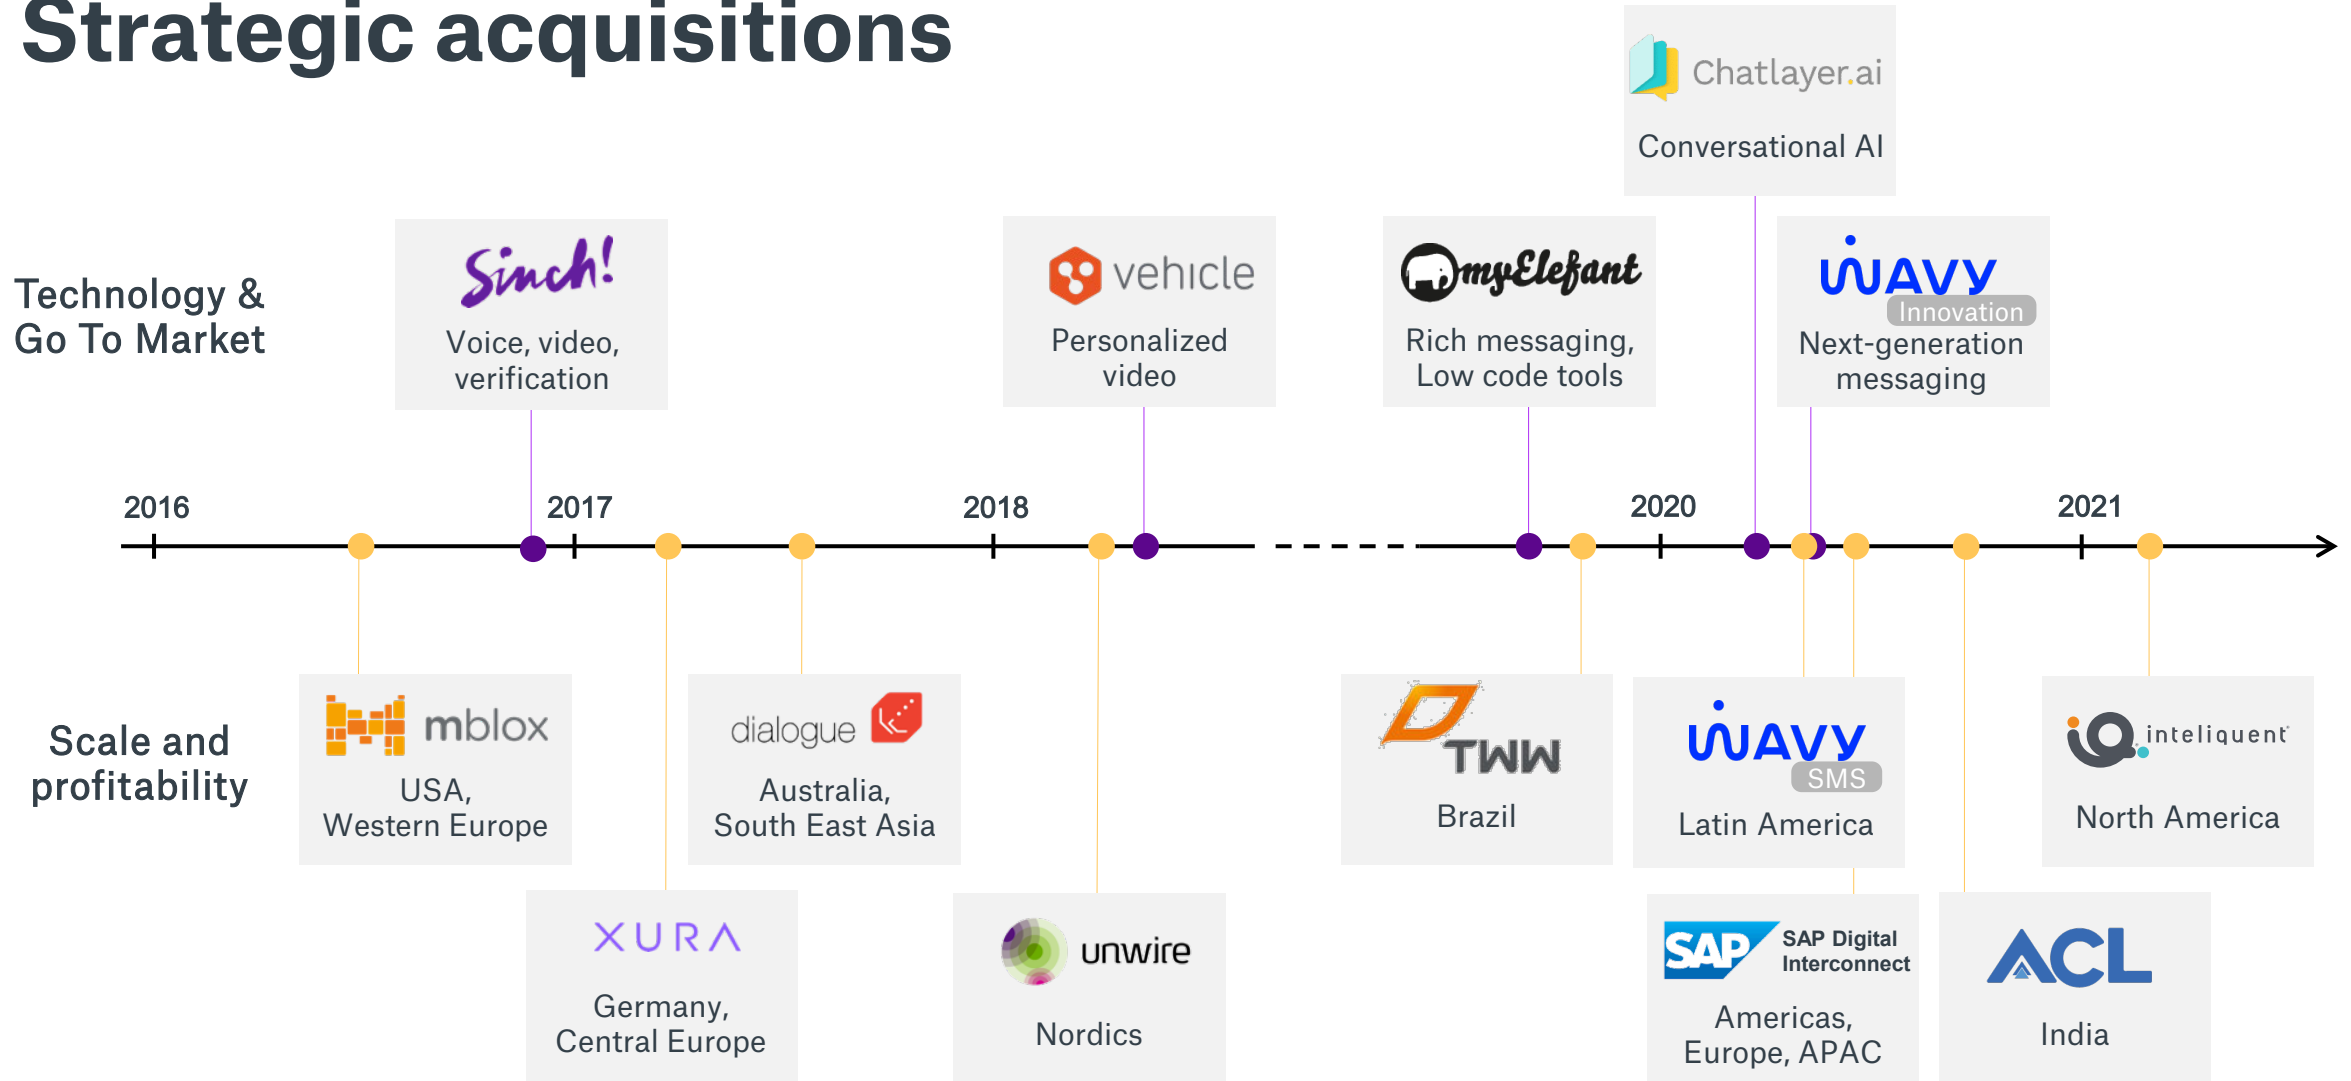 Strategic acquisitions
Chatlayer.ai
Conversational AI
Technology &
Go To Market
Sinch!
Voice, video,
verification
vehicle
Personalized
video
myElefant
Rich messaging,
Low code tools
WAVY
Innovation
Next-generation
messaging
2016
2017
2018
2020
2021
Scale and
profitability
mblox
USA,
Western Europe
dialogue
Australia,
South East Asia
TWW
Brazil
WAVY
SMS
Latin America
inteliquent
North America
XURA
Germany,
Central Europe
unwire
Nordics
SAP
SAP Digital
Interconnect
Americas,
Europe, APAC
ACL
India